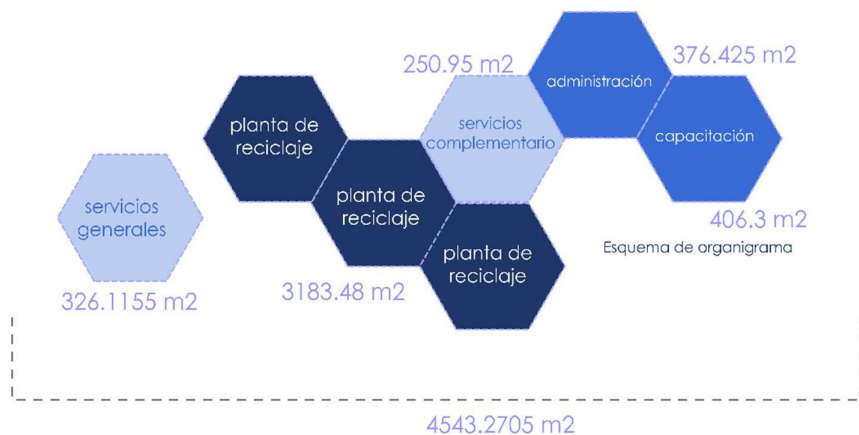 250.95 m2
376.425 m2
administración
planta de
reciclaje
servicios
complementario
capacitación
planta de
reciclaje
servicios
generales
406.3 m2
planta de
reciclaje
Esquema de organigrama
326.1155 m2
3183.48 m2
4543.2705 m2